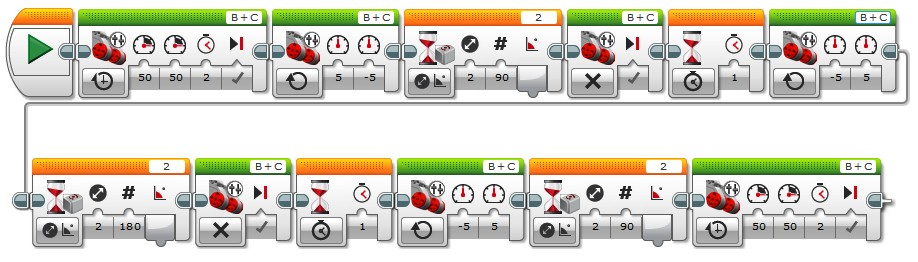 B + C B + C 2 B + C B + C
50 50 2 5 -5 2 # 90 1 -5 5
2 B + C B + C 2 B + C
2 # 180 1 -5 5 2 # 90 50 50 2